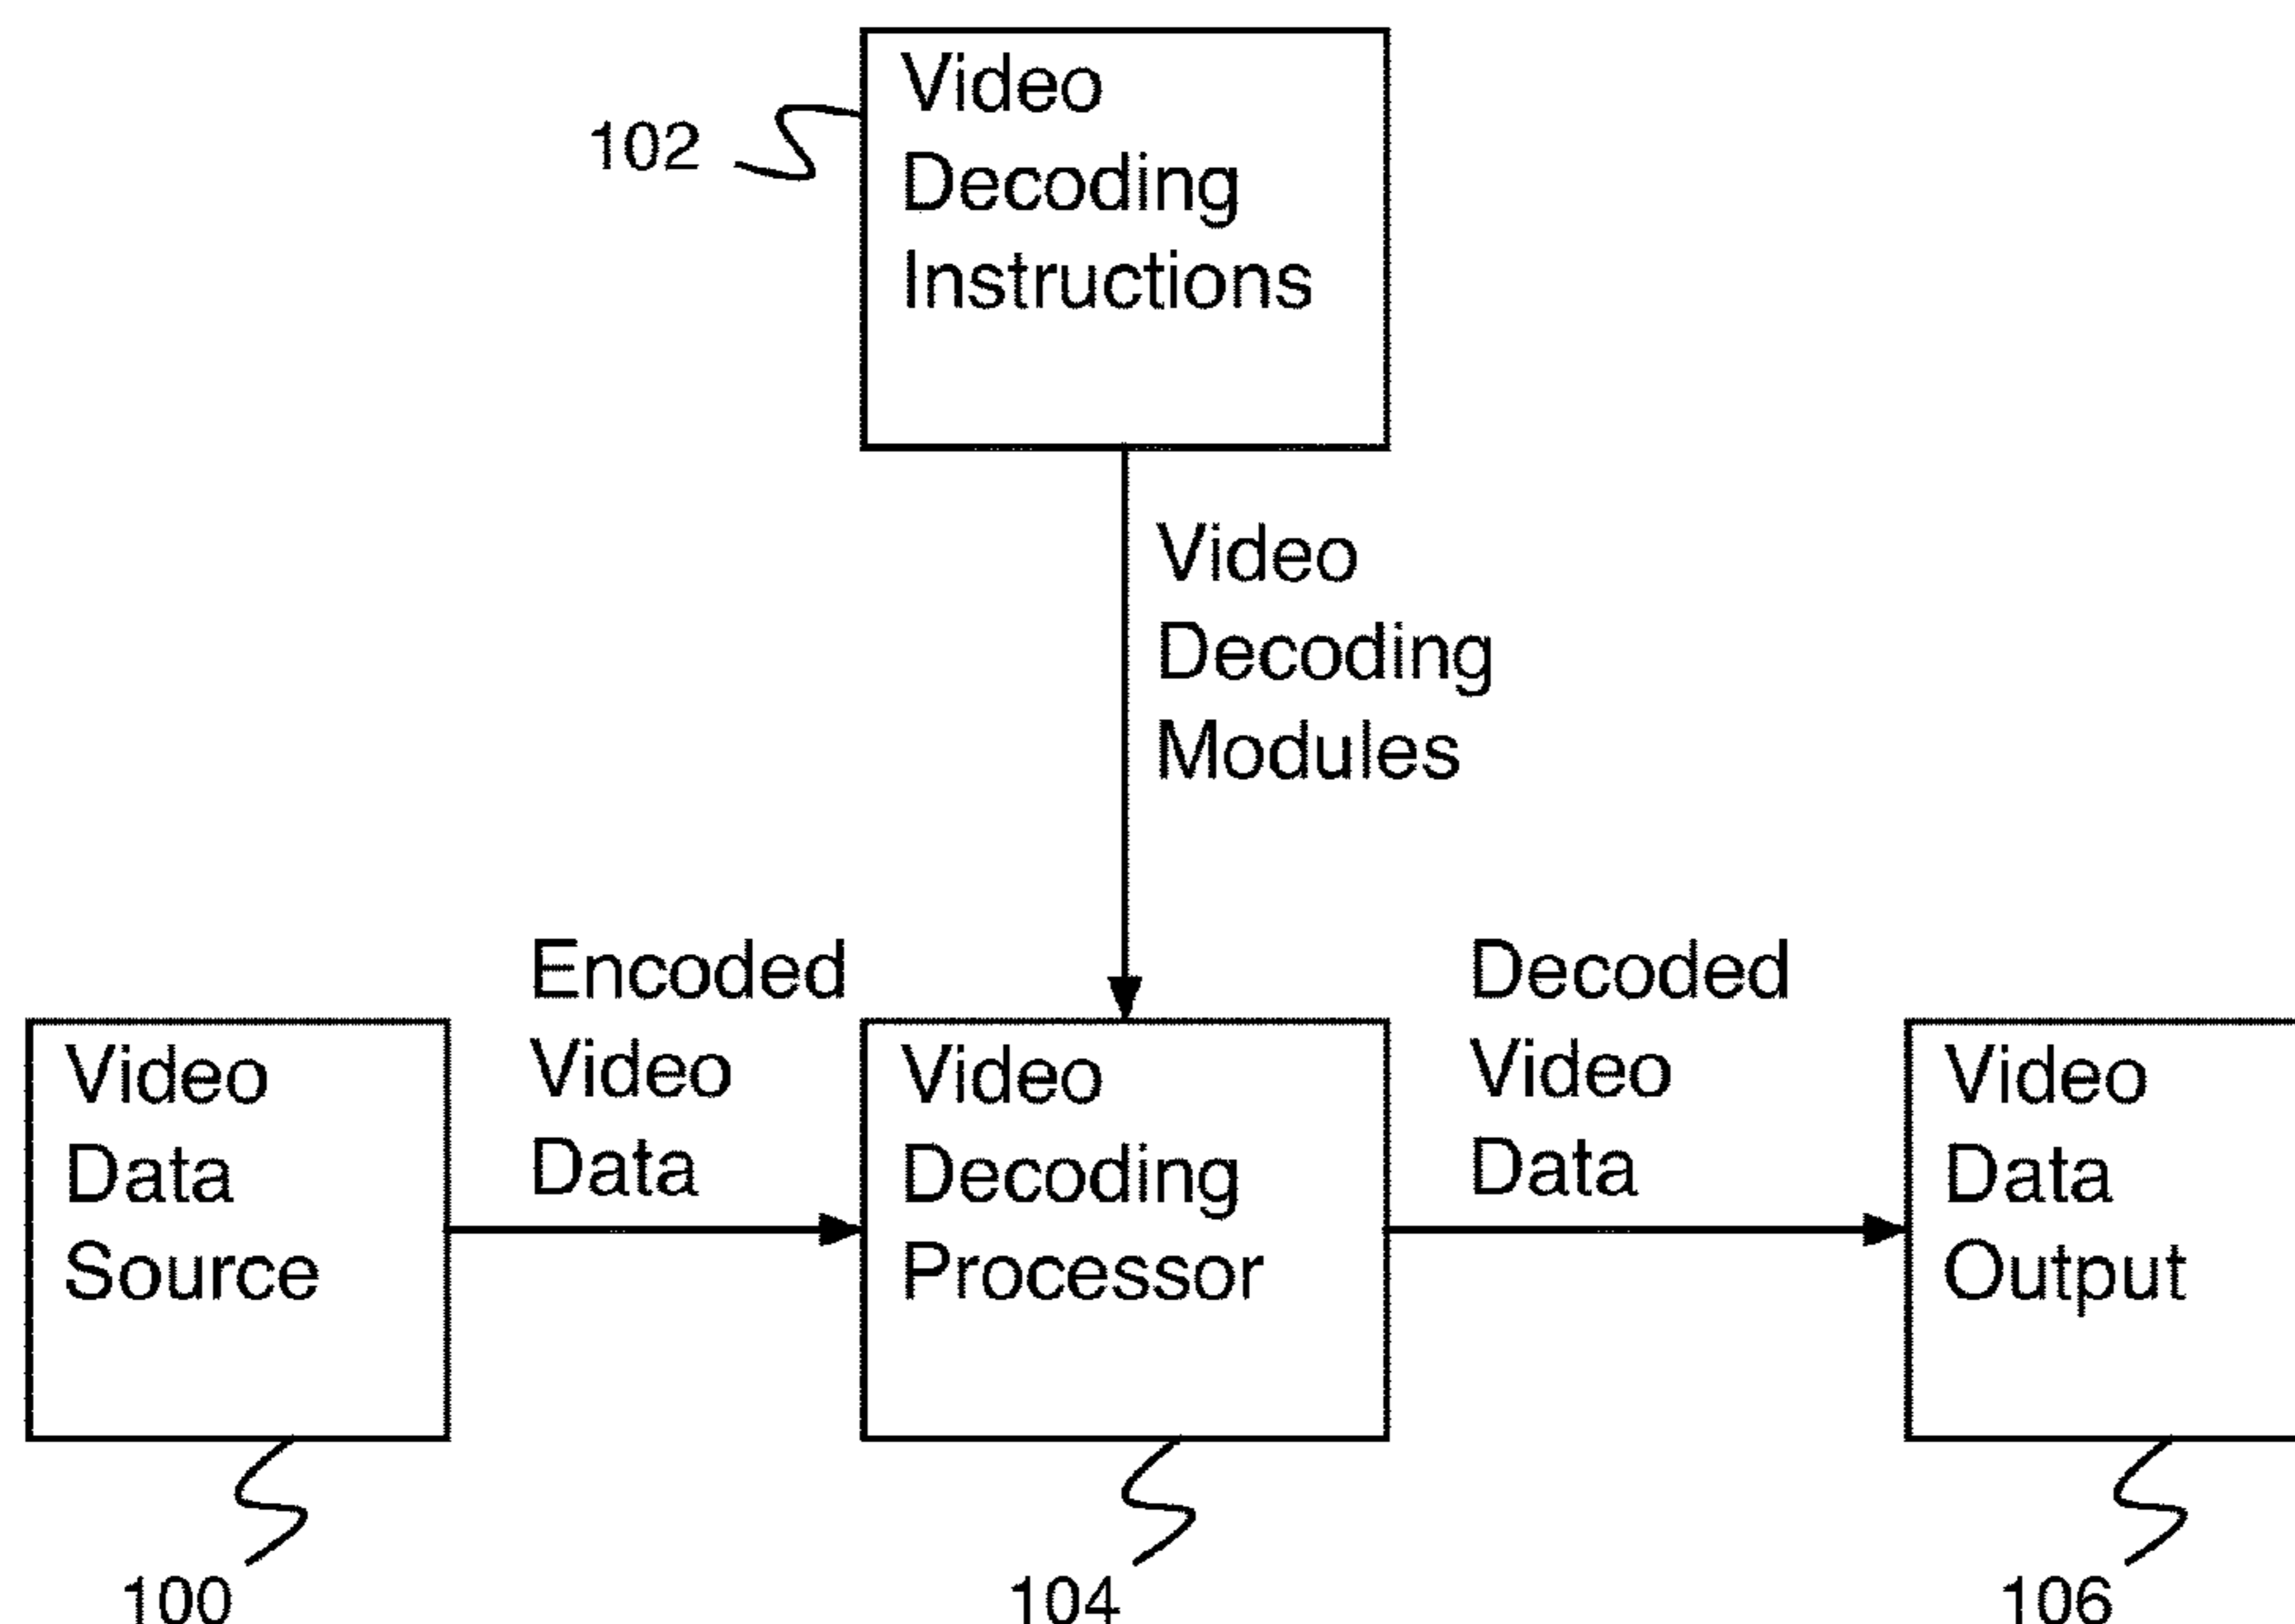 Video
Decoding
Instructions
102
Video
Decoding
Modules
Encoded
Video
Data
Decoded
Video
Data
Video
Data
Source
Video
Decoding
Processor
Video
Data
Output
100
104
106